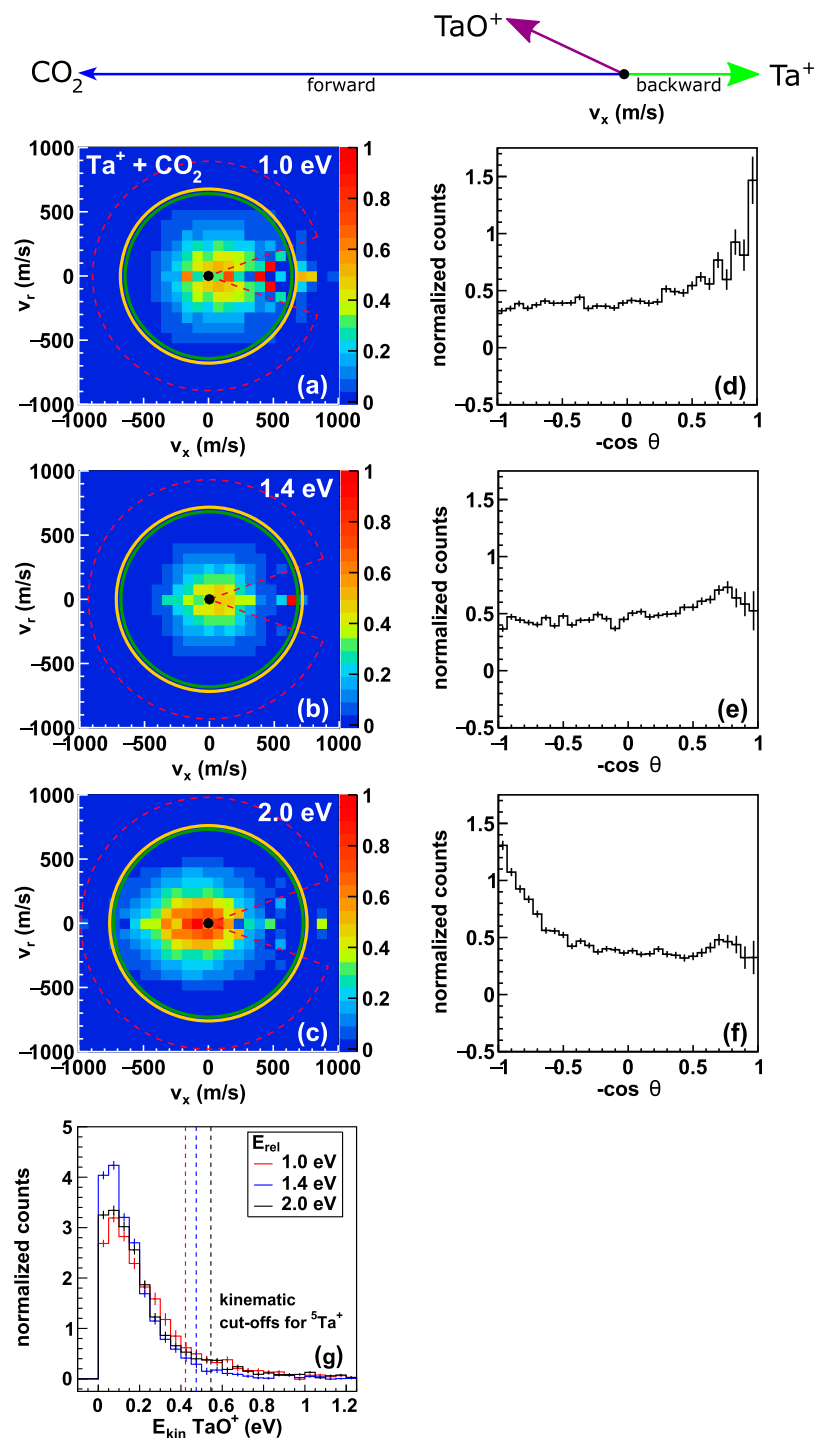 TaO⁺
CO₂ Ta⁺
forward backward
vₓ (m/s)
Ta⁺ + CO₂ 1.0 eV
1000
500
0
−500
−1000
−1000 −500 0 500 1000
vᵣ (m/s)
vₓ (m/s)
(a)
1
0.8
0.6
0.4
0.2
0
normalized counts
1.5
1
0.5
0
−0.5
−1 −0.5 0 0.5 1
-cos θ
(d)
1.4 eV
1000
500
0
−500
−1000
−1000 −500 0 500 1000
vᵣ (m/s)
vₓ (m/s)
(b)
1
0.8
0.6
0.4
0.2
0
normalized counts
1.5
1
0.5
0
−0.5
−1 −0.5 0 0.5 1
-cos θ
(e)
2.0 eV
1000
500
0
−500
−1000
−1000 −500 0 500 1000
vᵣ (m/s)
vₓ (m/s)
(c)
1
0.8
0.6
0.4
0.2
0
normalized counts
1.5
1
0.5
0
−0.5
−1 −0.5 0 0.5 1
-cos θ
(f)
normalized counts
5
4
3
2
1
0
E_rel
1.0 eV
1.4 eV
2.0 eV
kinematic
cut-offs for ⁵Ta⁺
(g)
0 0.2 0.4 0.6 0.8 1 1.2
E_kin TaO⁺ (eV)